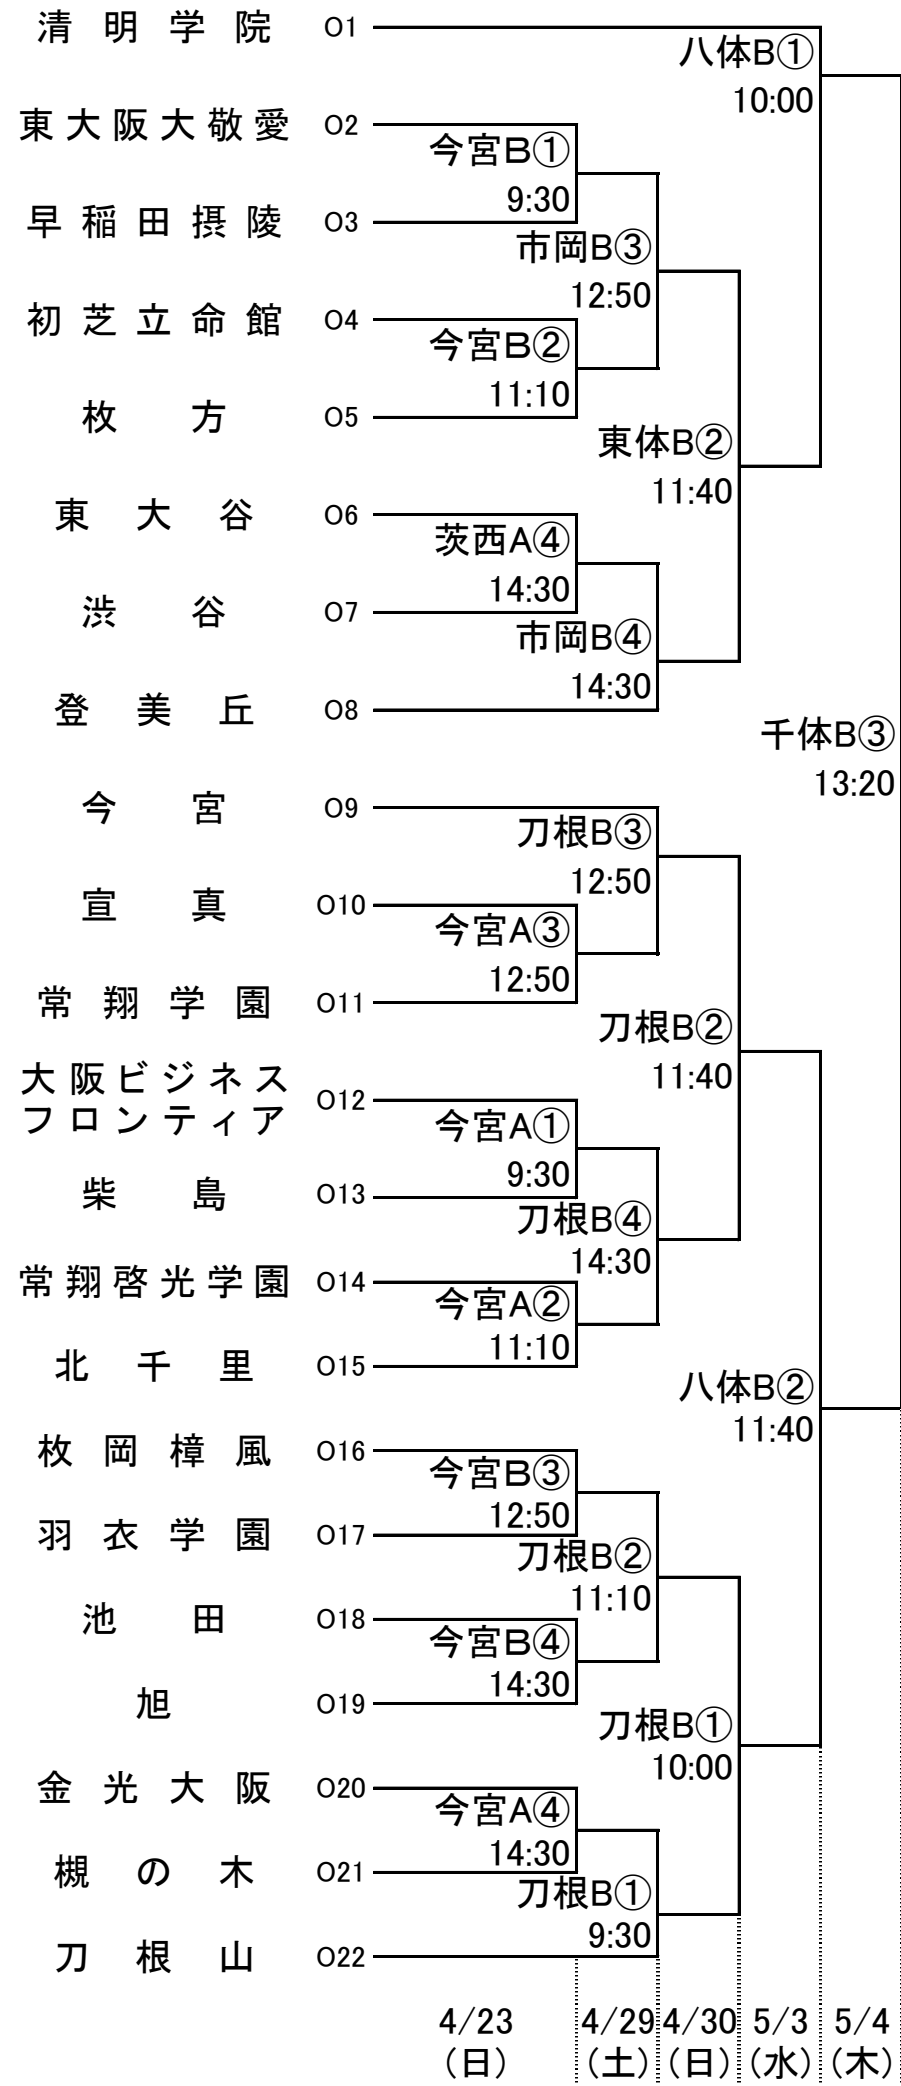 清明学院 O1
八体B①
10:00
東大阪大敬愛 O2
今宮B①
9:30
早稲田摂陵 O3
市岡B③
12:50
初芝立命館 O4
今宮B②
11:10
枚方 O5
東体B②
11:40
東大谷 O6
茨西A④
14:30
渋谷 O7
市岡B④
14:30
登美丘 O8
千体B③
13:20
今宮 O9
刀根B③
12:50
宣真 O10
今宮A③
12:50
常翔学園 O11
刀根B②
11:40
大阪ビジネス
フロンティア O12
今宮A①
9:30
柴島 O13
刀根B④
14:30
常翔啓光学園 O14
今宮A②
11:10
北千里 O15
八体B②
11:40
枚岡樟風 O16
今宮B③
12:50
羽衣学園 O17
刀根B②
11:10
池田 O18
今宮B④
14:30
旭 O19
刀根B①
10:00
金光大阪 O20
今宮A④
14:30
槻の木 O21
刀根B①
9:30
刀根山 O22
4/23 4/29 4/30 5/3 5/4
（日） （土） （日） （水） （木）